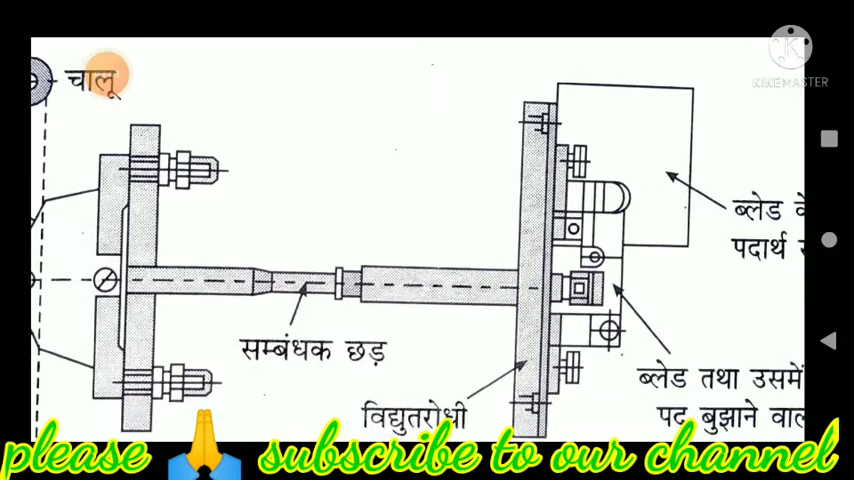 चालू
KINEMASTER
ब्लेड के
पदार्थ
सम्बंधक छड़
ब्लेड तथा उसमें
विद्युतरोधी
पद बुझाने वाल
please 🙏 subscribe to our channel